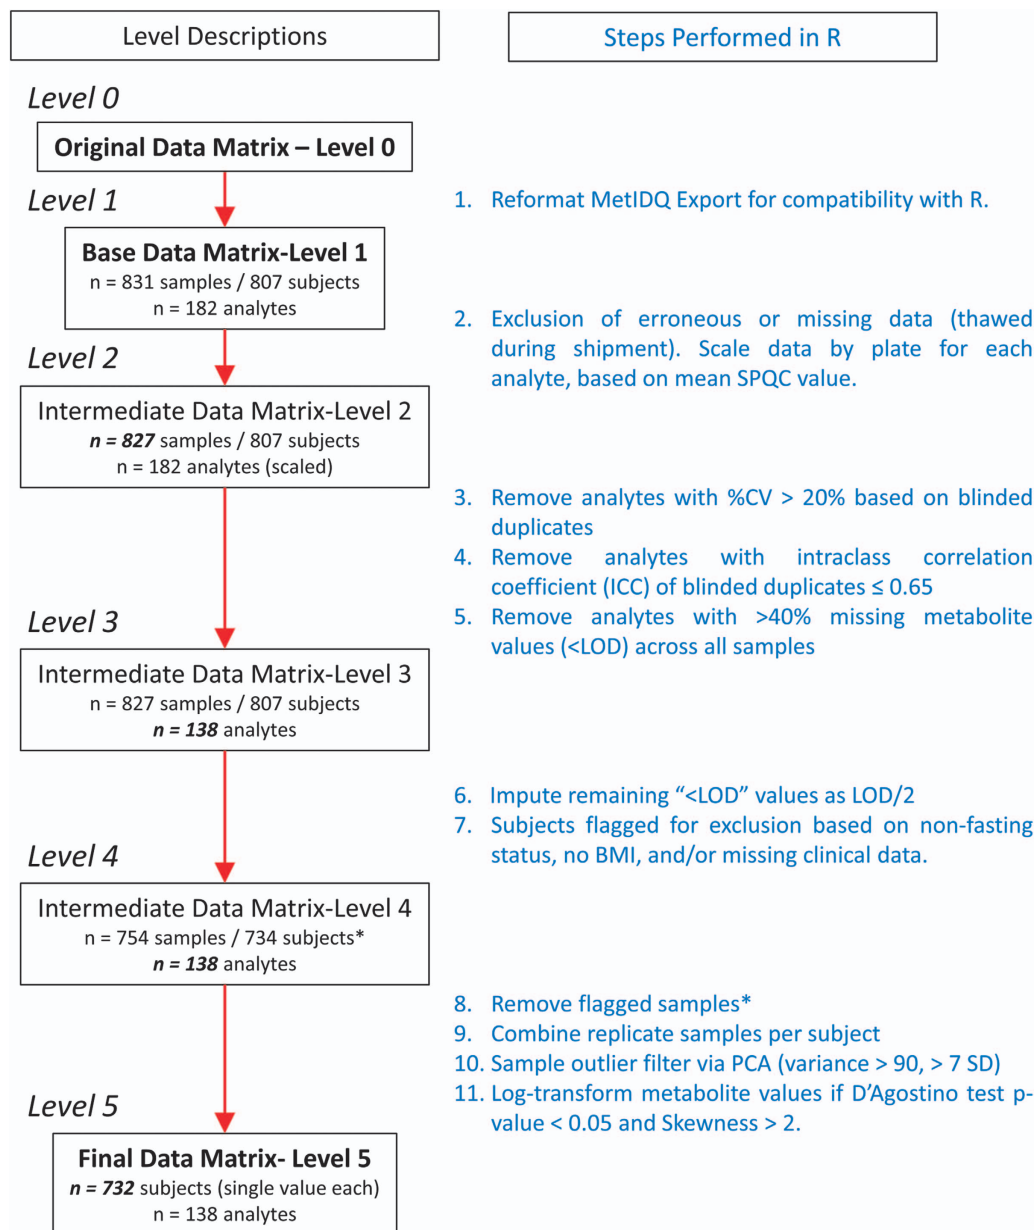 Level Descriptions
Steps Performed in R
Level 0
Original Data Matrix – Level 0
Level 1
1. Reformat MetIDQ Export for compatibility with R.
Base Data Matrix-Level 1
n = 831 samples / 807 subjects
n = 182 analytes
2. Exclusion of erroneous or missing data (thawed
during shipment). Scale data by plate for each
analyte, based on mean SPQC value.
Level 2
Intermediate Data Matrix-Level 2
n = 827 samples / 807 subjects
n = 182 analytes (scaled)
3. Remove analytes with %CV > 20% based on blinded
duplicates
4. Remove analytes with intraclass correlation
coefficient (ICC) of blinded duplicates ≤ 0.65
5. Remove analytes with >40% missing metabolite
values (<LOD) across all samples
Level 3
Intermediate Data Matrix-Level 3
n = 827 samples / 807 subjects
n = 138 analytes
6. Impute remaining “<LOD” values as LOD/2
7. Subjects flagged for exclusion based on non-fasting
status, no BMI, and/or missing clinical data.
Level 4
Intermediate Data Matrix-Level 4
n = 754 samples / 734 subjects*
n = 138 analytes
8. Remove flagged samples*
9. Combine replicate samples per subject
10. Sample outlier filter via PCA (variance > 90, > 7 SD)
11. Log-transform metabolite values if D’Agostino test p-
value < 0.05 and Skewness > 2.
Level 5
Final Data Matrix- Level 5
n = 732 subjects (single value each)
n = 138 analytes